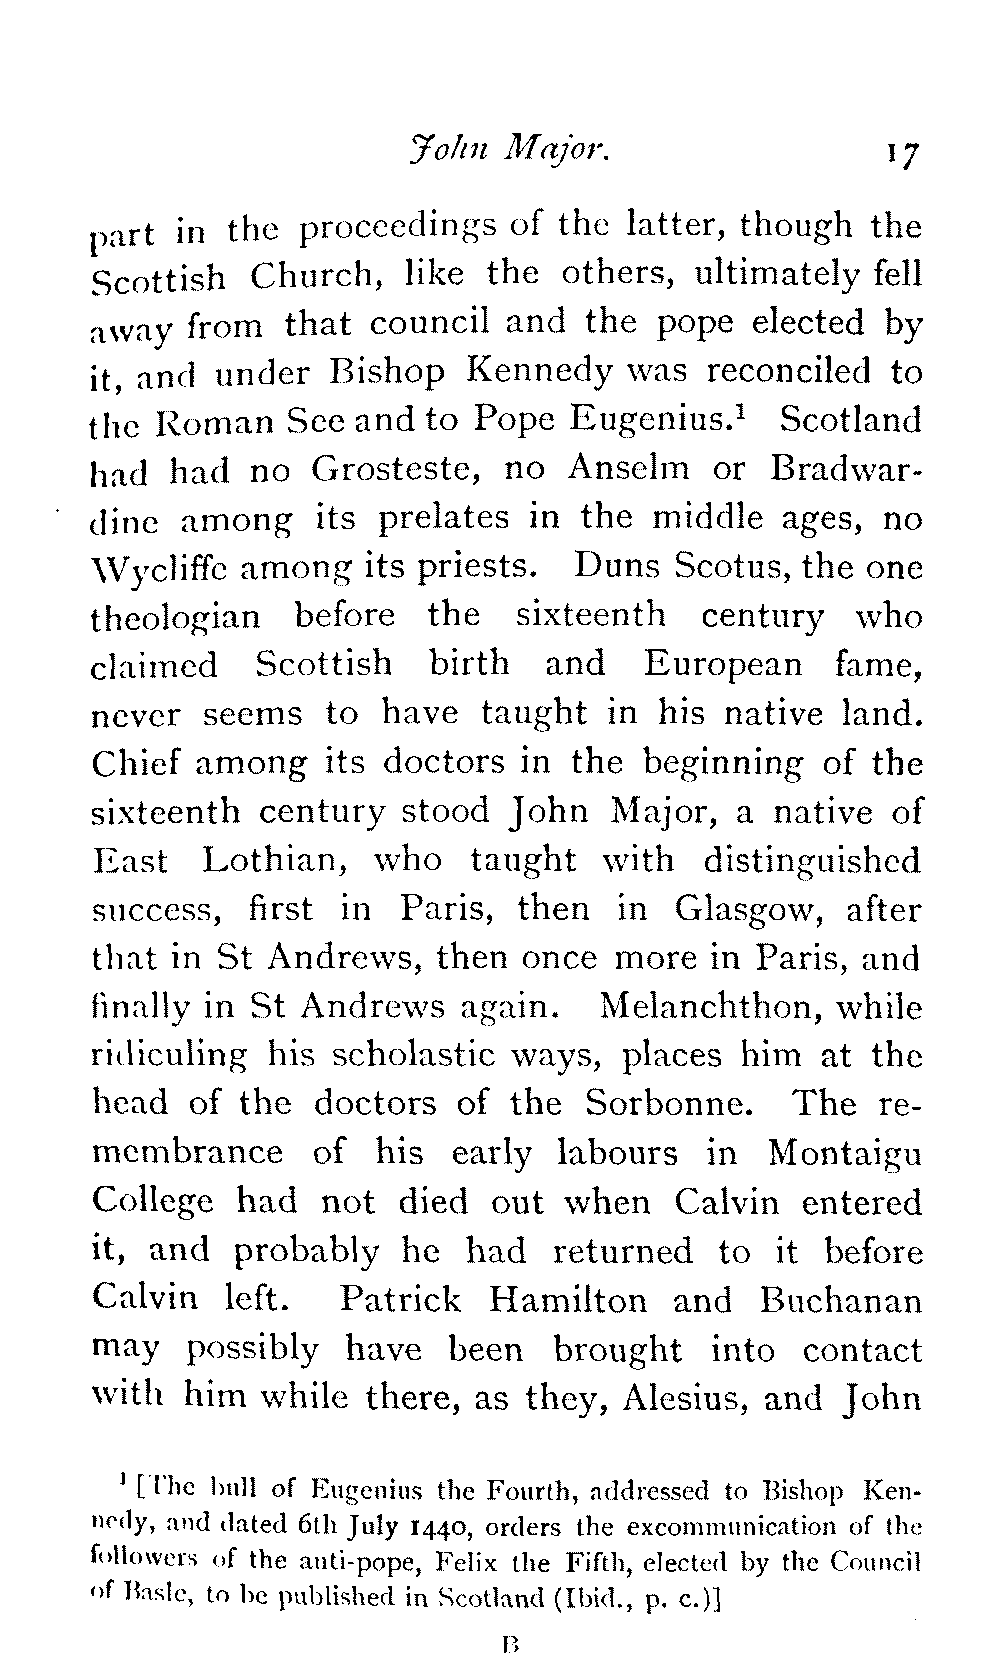 John Major. 17
part in the proceedings of the latter, though the
Scottish Church, like the others, ultimately fell
away from that council and the pope elected by
it, and under Bishop Kennedy was reconciled to
the Roman See and to Pope Eugenius.¹ Scotland
had had no Grosteste, no Anselm or Bradwar-
dine among its prelates in the middle ages, no
Wycliffe among its priests. Duns Scotus, the one
theologian before the sixteenth century who
claimed Scottish birth and European fame,
never seems to have taught in his native land.
Chief among its doctors in the beginning of the
sixteenth century stood John Major, a native of
East Lothian, who taught with distinguished
success, first in Paris, then in Glasgow, after
that in St Andrews, then once more in Paris, and
finally in St Andrews again. Melanchthon, while
ridiculing his scholastic ways, places him at the
head of the doctors of the Sorbonne. The re-
membrance of his early labours in Montaigu
College had not died out when Calvin entered
it, and probably he had returned to it before
Calvin left. Patrick Hamilton and Buchanan
may possibly have been brought into contact
with him while there, as they, Alesius, and John
¹ [The bull of Eugenius the Fourth, addressed to Bishop Ken-
nedy, and dated 6th July 1440, orders the excommunication of the
followers of the anti-pope, Felix the Fifth, elected by the Council
of Basle, to be published in Scotland (Ibid., p. c.)]
B